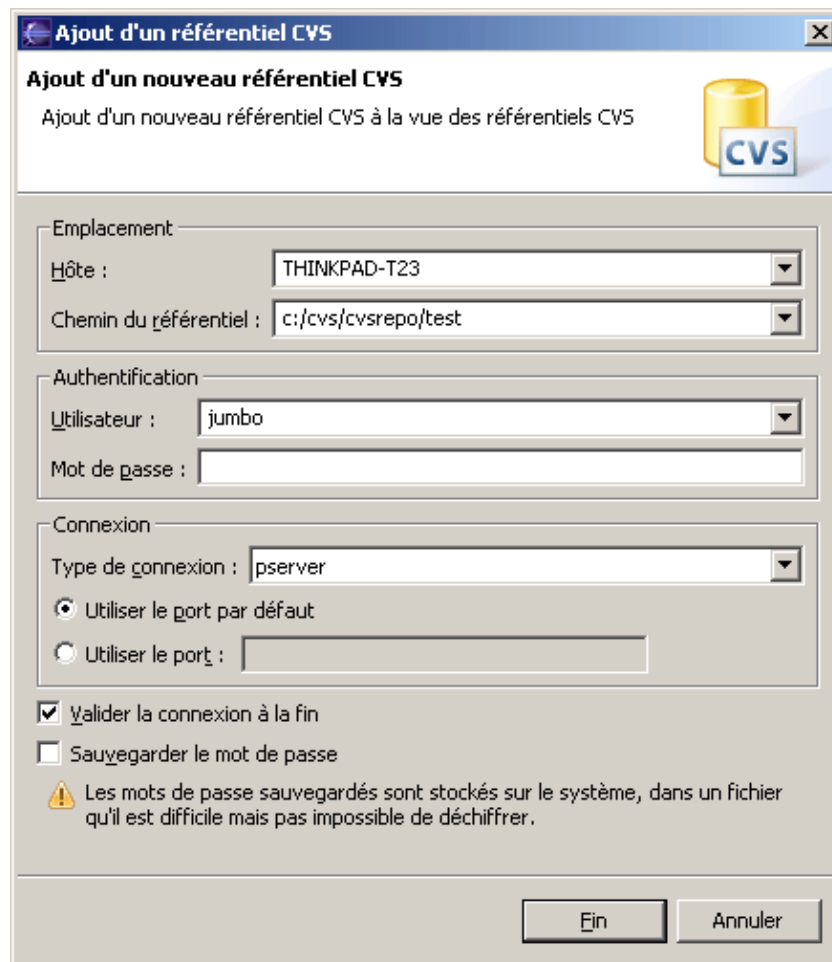 Ajout d'un référentiel CVS
Ajout d'un nouveau référentiel CVS
Ajout d'un nouveau référentiel CVS à la vue des référentiels CVS
CVS
Emplacement
Hôte : THINKPAD-T23
Chemin du référentiel : c:/cvs/cvsrepo/test
Authentification
Utilisateur : jumbo
Mot de passe :
Connexion
Type de connexion : pserver
Utiliser le port par défaut
Utiliser le port :
Valider la connexion à la fin
Sauvegarder le mot de passe
Les mots de passe sauvegardés sont stockés sur le système, dans un fichier
qu'il est difficile mais pas impossible de déchiffrer.
Fin Annuler